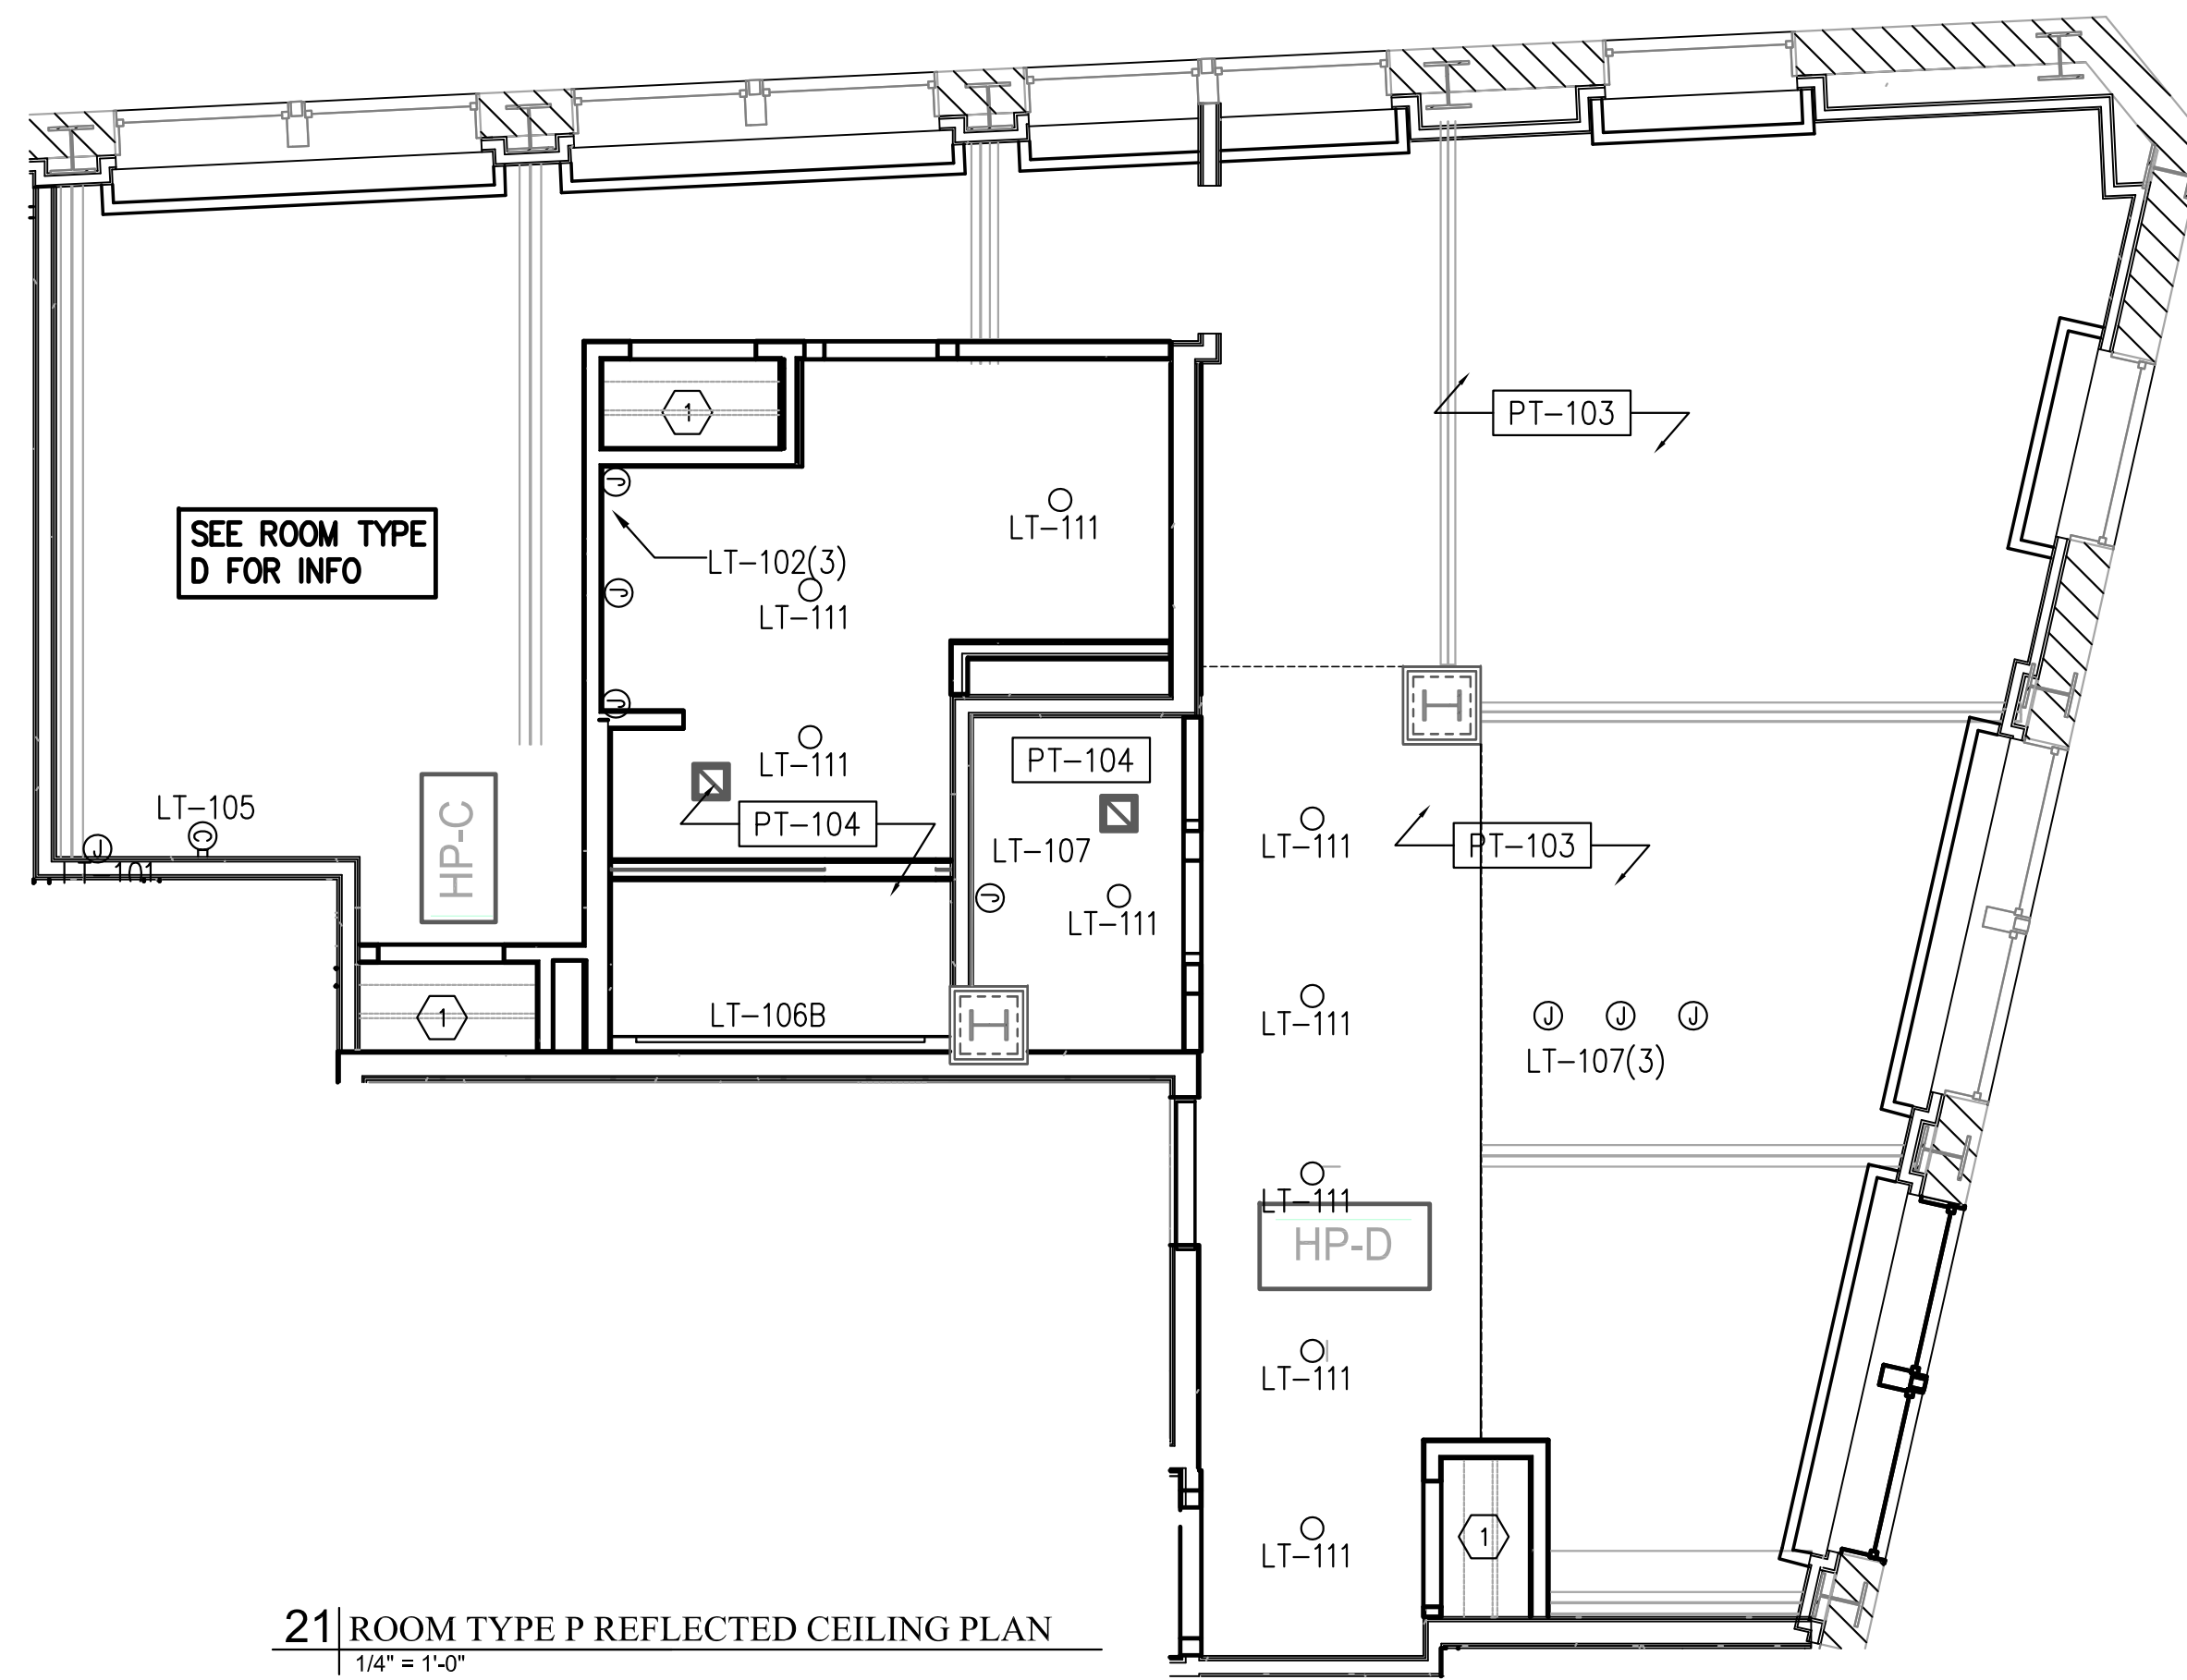 PT-103
1
SEE ROOM TYPE
D FOR INFO
J
LT-111
LT-102(3)
J
LT-111
J
H
LT-111
PT-104
LT-105
C
J
LT-101
HP-C
PT-104
LT-107
LT-111
PT-103
J
LT-111
1
LT-106B
H
LT-111
J
J
J
LT-107(3)
LT-111
HP-D
LT-111
1
LT-111
21 ROOM TYPE P REFLECTED CEILING PLAN
1/4" = 1'-0"